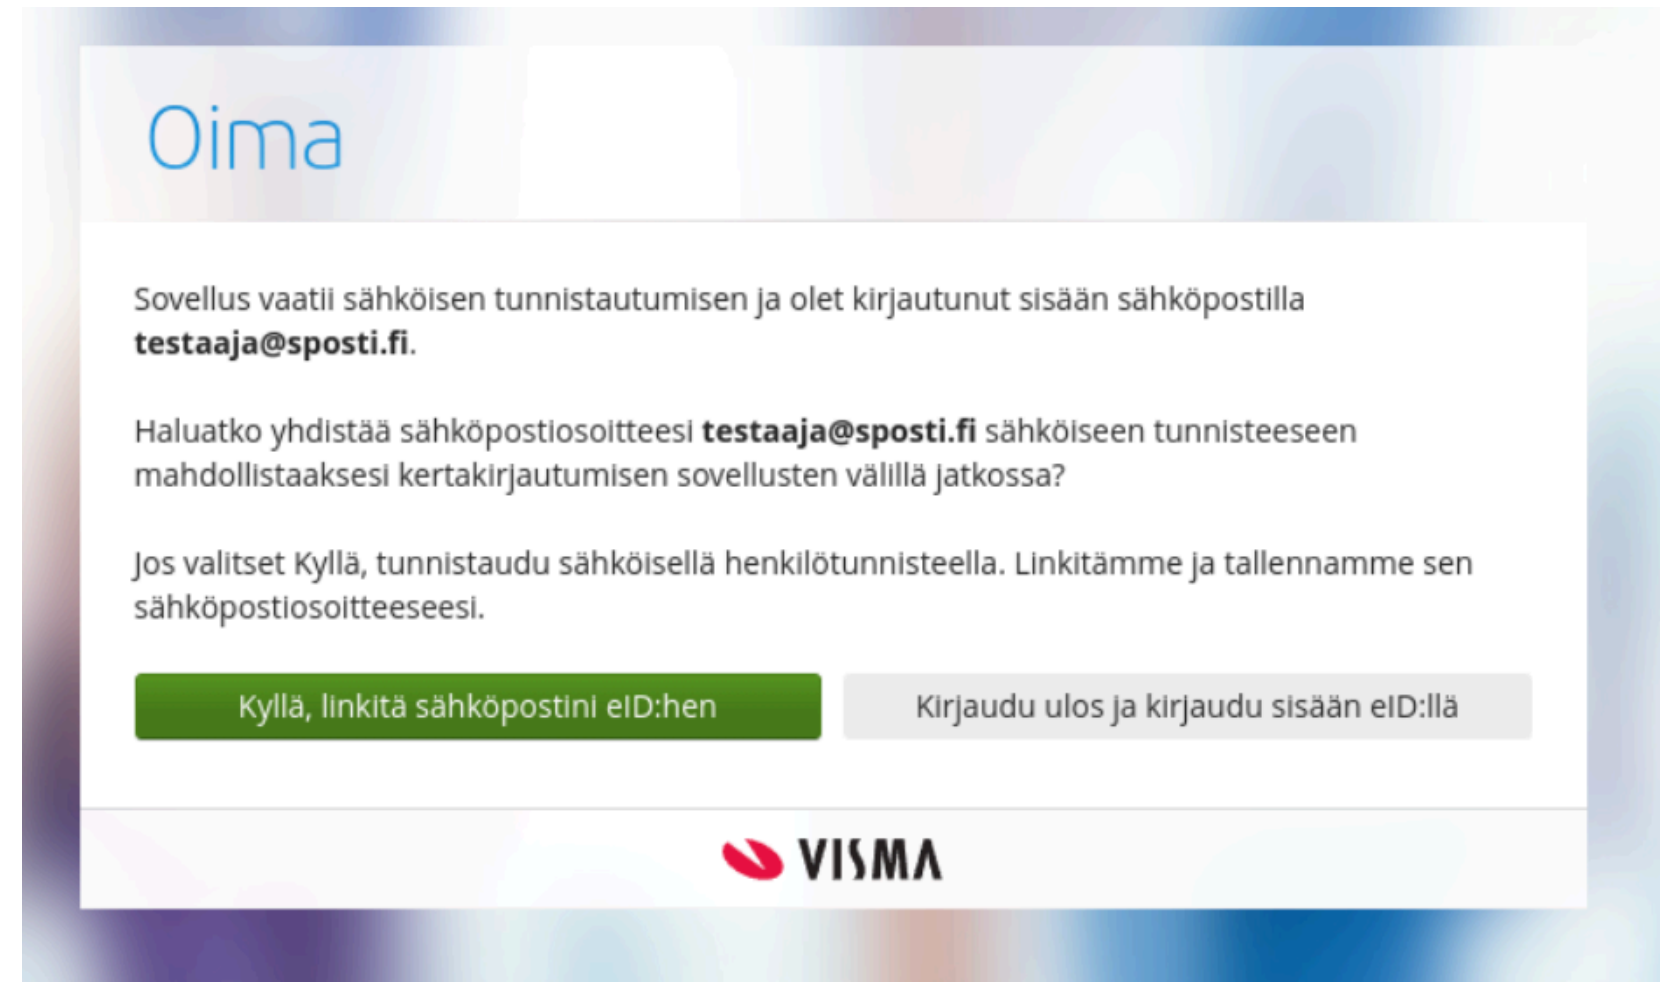 Oima
Sovellus vaatii sähköisen tunnistautumisen ja olet kirjautunut sisään sähköpostilla
testaaja@sposti.fi.
Haluatko yhdistää sähköpostiosoitteesi testaaja@sposti.fi sähköiseen tunnisteeseen
mahdollistaaksesi kertakirjautumisen sovellusten välillä jatkossa?
Jos valitset Kyllä, tunnistaudu sähköisellä henkilötunnisteella. Linkitämme ja tallennamme sen
sähköpostiosoitteeseesi.
Kyllä, linkitä sähköpostini eID:hen
Kirjaudu ulos ja kirjaudu sisään eID:llä
VISMA